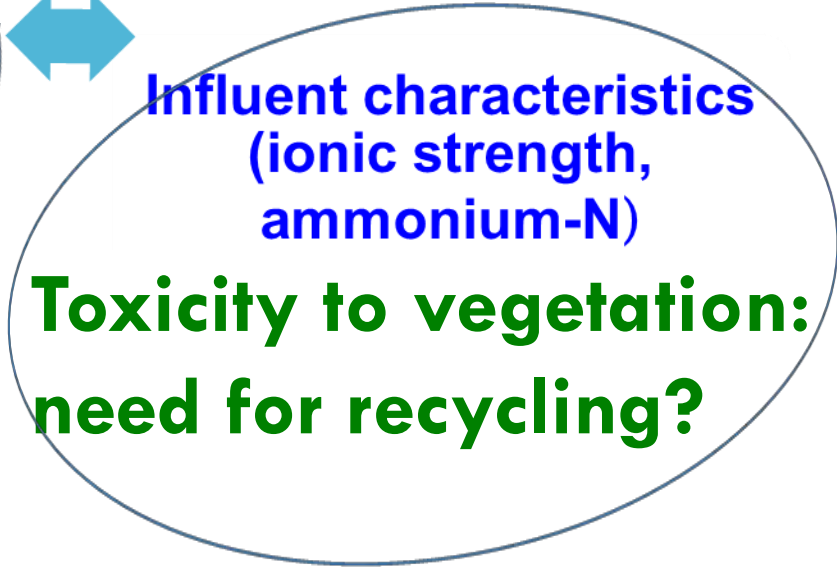 Influent characteristics
(ionic strength,
ammonium-N)
Toxicity to vegetation:
need for recycling?